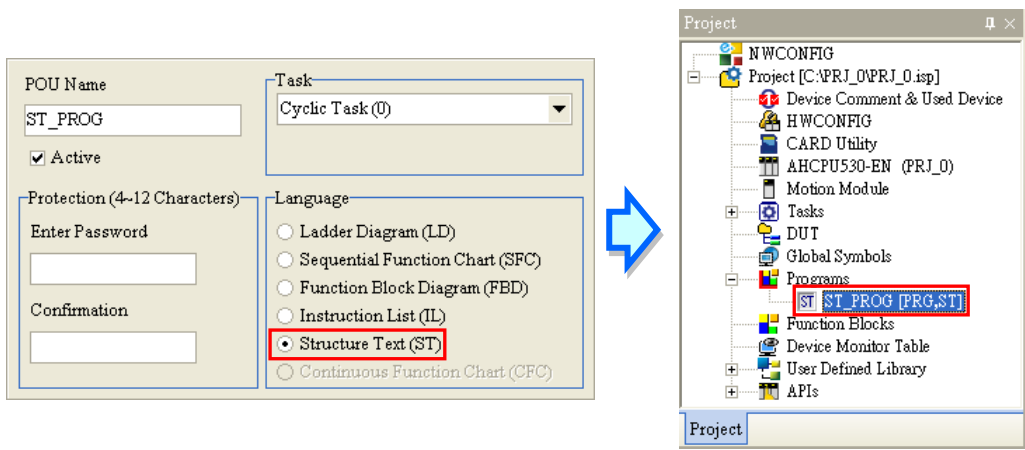 POU Name
ST_PROG
Active
Task
Cyclic Task (0)
Protection (4~12 Characters)
Enter Password
Confirmation
Language
Ladder Diagram (LD)
Sequential Function Chart (SFC)
Function Block Diagram (FBD)
Instruction List (IL)
Structure Text (ST)
Continuous Function Chart (CFC)
Project
NWCONFIG
Project [C:\PRJ_0\PRJ_0.isp]
Device Comment & Used Device
HWCONFIG
CARD Utility
AHCPU530-EN (PRJ_0)
Motion Module
Tasks
DUT
Global Symbols
Programs
ST ST_PROG [PRG,ST]
Function Blocks
Device Monitor Table
User Defined Library
APIs
Project